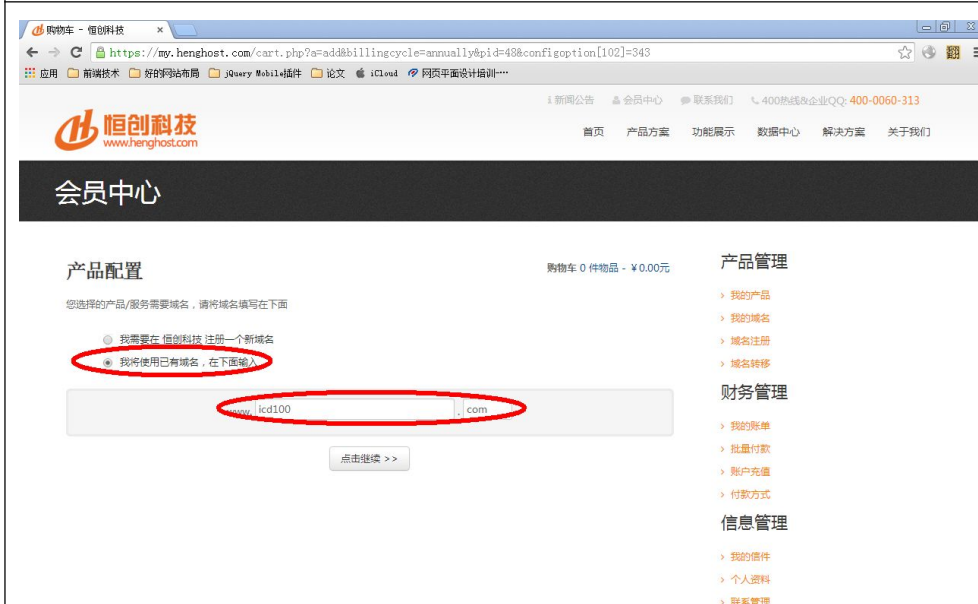 购物车 - 恒创科技
https://my.henghost.com/cart.php?a=add&billingcycle=annually&pid=48&configoption[102]=343
应用 前端技术 好的网站布局 jQuery Mobile插件 论文 iCloud 网页平面设计培训一…
新闻公告 会员中心 联系我们 400热线&企业QQ: 400-0060-313
恒创科技
www.henghost.com
首页 产品方案 功能展示 数据中心 解决方案 关于我们
会员中心
产品配置
购物车 0 件物品 - ¥0.00元
您选择的产品/服务需要域名，请将域名填写在下面
我需要在 恒创科技 注册一个新域名
我将使用已有域名，在下面输入
www. icd100 . com
点击继续 >>
产品管理
› 我的产品
› 我的域名
› 域名注册
› 域名转移
财务管理
› 我的账单
› 批量付款
› 账户充值
› 付款方式
信息管理
› 我的信件
› 个人资料
› 联系管理